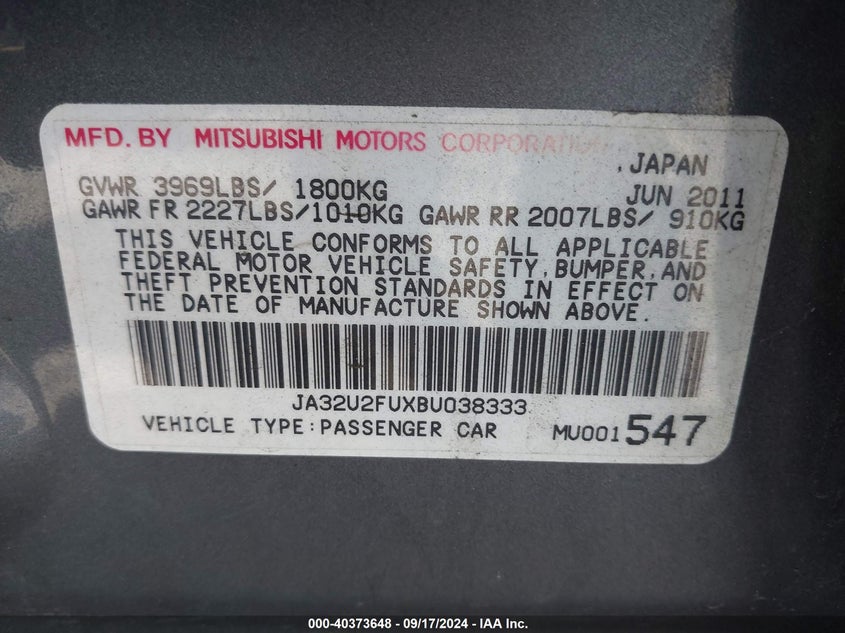 MFD. BY MITSUBISHI MOTORS CORPORATION
, JAPAN
GVWR 3969LBS/ 1800KG JUN 2011
GAWR FR 2227LBS/1010KG GAWR RR 2007LBS/ 910KG
THIS VEHICLE CONFORMS TO ALL APPLICABLE
FEDERAL MOTOR VEHICLE SAFETY, BUMPER, AND
THEFT PREVENTION STANDARDS IN EFFECT ON
THE DATE OF MANUFACTURE SHOWN ABOVE.
JA32U2FUXBU038333
VEHICLE TYPE:PASSENGER CAR MU001547
000-40373648 - 09/17/2024 - IAA Inc.